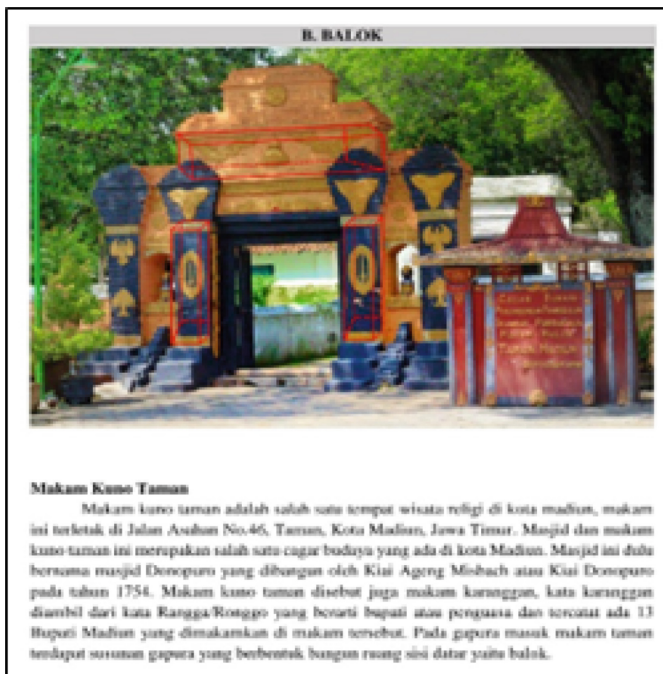 B. BALOK
Makam Kuno Taman
Makam kuno taman adalah salah satu tempat wisata religi di kota madiun, makam
ini terletak di Jalan Asahan No.46, Taman, Kota Madiun, Jawa Timur. Masjid dan makam
kuno taman ini merupakan salah satu cagar budaya yang ada di kota Madiun. Masjid ini dulu
bernama masjid Donopuro yang dibangun oleh Kiai Ageng Misbach atau Kiai Donopuro
pada tahun 1754. Makam kuno taman disebut juga makam karanggan, kata karanggan
diambil dari kata Rangga/Ronggo yang berarti bupati atau penguasa dan tercatat ada 13
Bupati Madiun yang dimakamkan di makam tersebut. Pada gapura masuk makam taman
terdapat susunan gapura yang berbentuk bangun ruang sisi datar yaitu balok.